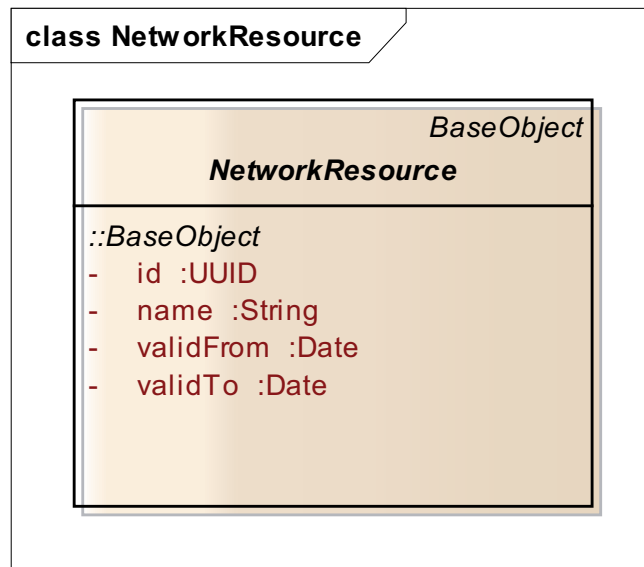 class NetworkResource
BaseObject
NetworkResource
::BaseObject
- id :UUID
- name :String
- validFrom :Date
- validTo :Date